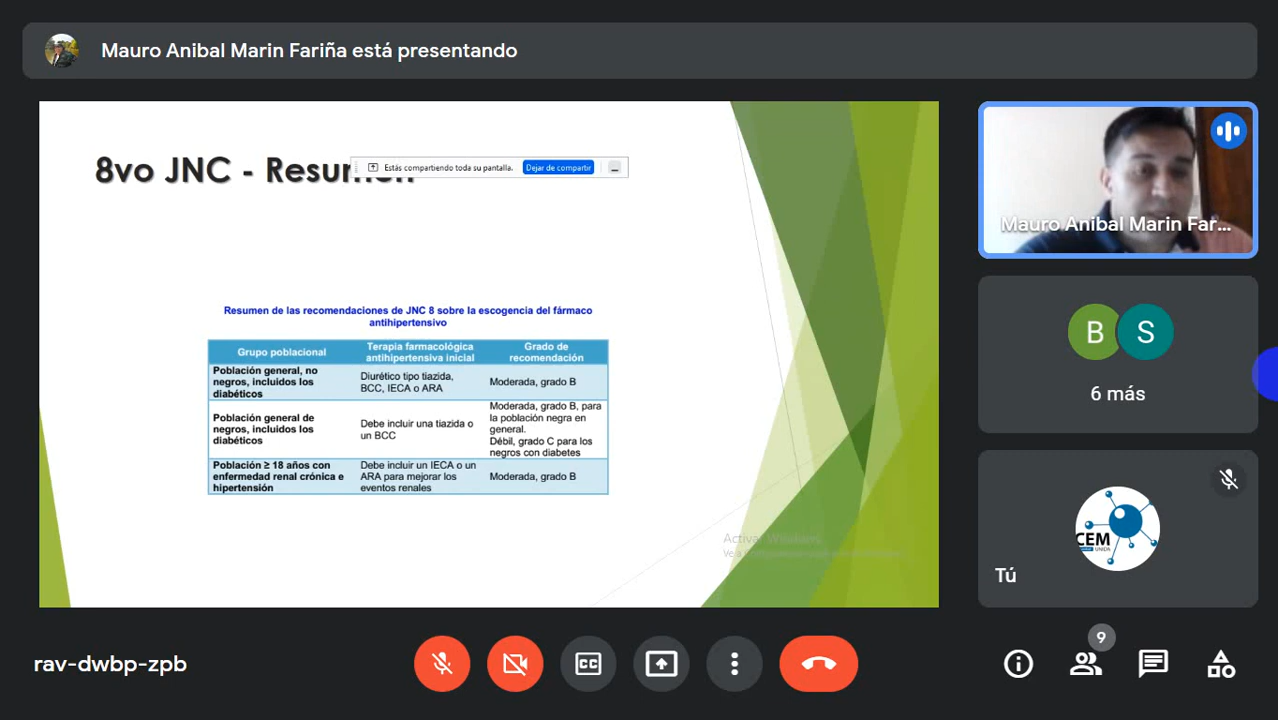 Mauro Anibal Marin Fariña está presentando
8vo JNC - Resumen
Estás compartiendo toda su pantalla.
Dejar de compartir
Resumen de las recomendaciones de JNC 8 sobre la escogencia del fármaco
antihipertensivo
Grupo poblacional
Terapia farmacológica
antihipertensiva inicial
Grado de
recomendación
Población general, no
negros, incluidos los
diabéticos
Diurético tipo tiazida,
BCC, IECA o ARA
Moderada, grado B
Población general de
negros, incluidos los
diabéticos
Debe incluir una tiazida o
un BCC
Moderada, grado B, para
la población negra en
general.
Débil, grado C para los
negros con diabetes
Población ≥ 18 años con
enfermedad renal crónica e
hipertensión
Debe incluir un IECA o un
ARA para mejorar los
eventos renales
Moderada, grado B
Activar Windows
Mauro Anibal Marin Far...
B
S
6 más
CEM
Tú
rav-dwbp-zpb
CC
9